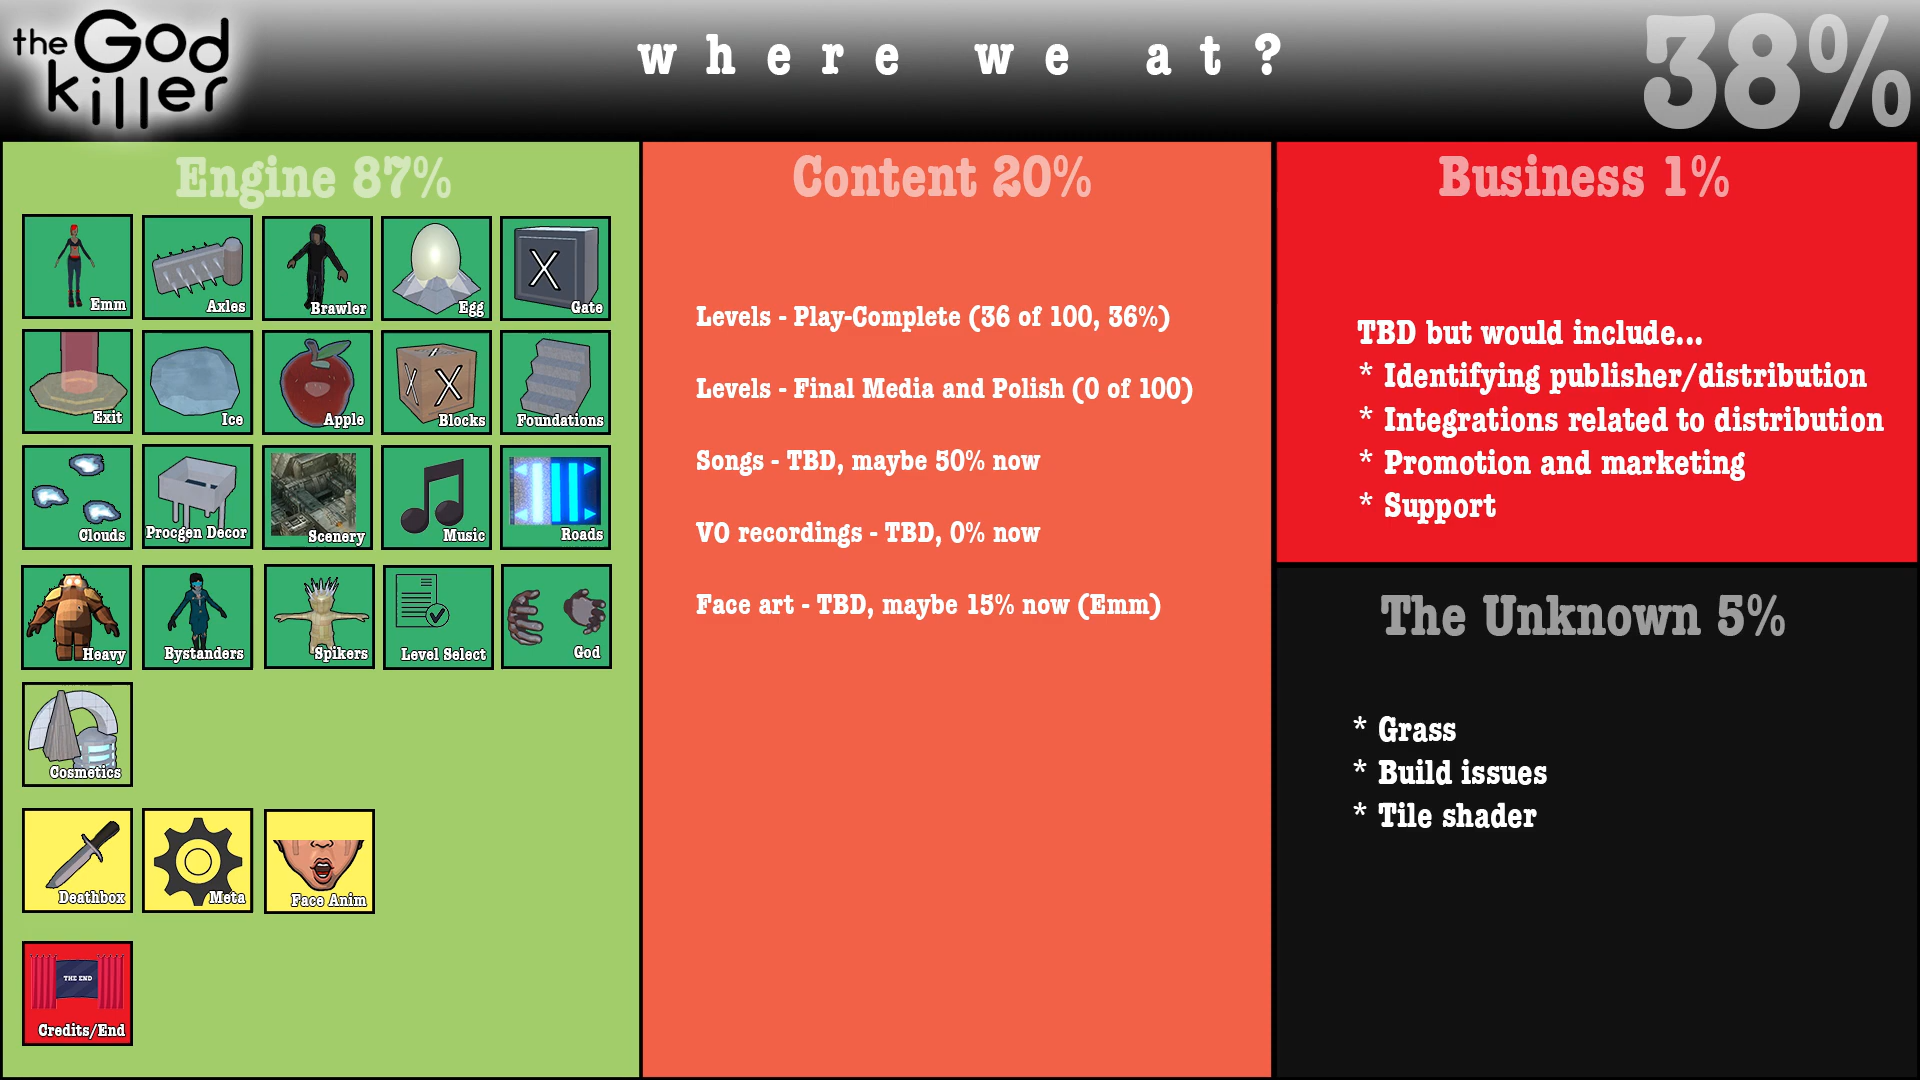 the God
killer
where we at?
38%
Engine 87%
Emm
Axles
Brawler
Egg
X
Gate
Exit
Ice
Apple
X X
Blocks
Foundations
Clouds
Procgen Decor
Scenery
Music
Roads
Heavy
Bystanders
Spikers
Level Select
God
Cosmetics
Deathbox
Meta
Face Anim
THE END
Credits/End
Content 20%
Levels - Play-Complete (36 of 100, 36%)
Levels - Final Media and Polish (0 of 100)
Songs - TBD, maybe 50% now
VO recordings - TBD, 0% now
Face art - TBD, maybe 15% now (Emm)
Business 1%
TBD but would include...
* Identifying publisher/distribution
* Integrations related to distribution
* Promotion and marketing
* Support
The Unknown 5%
* Grass
* Build issues
* Tile shader